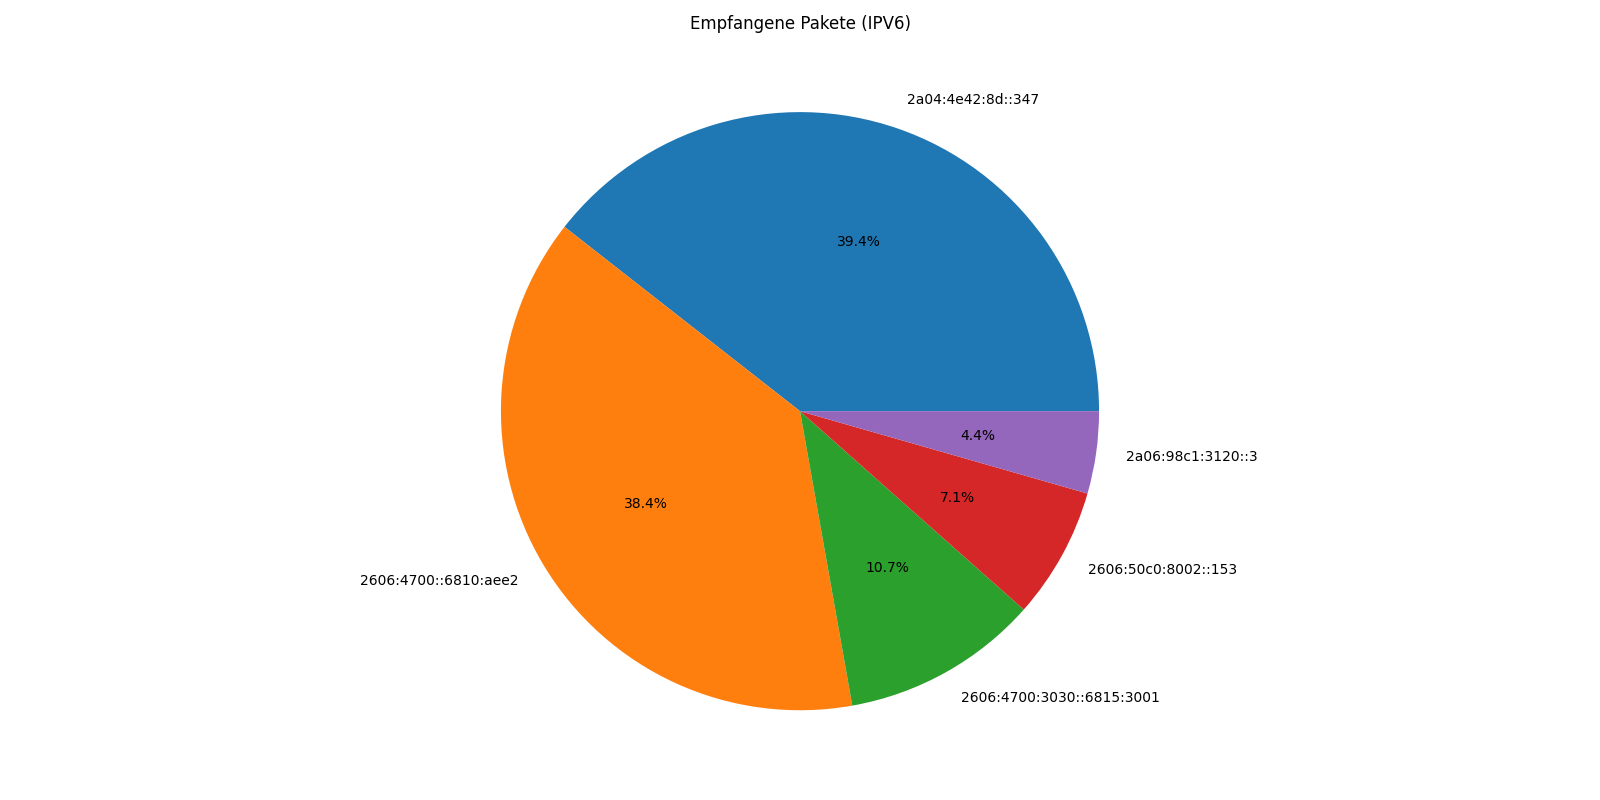 Empfangene Pakete (IPV6)
2a04:4e42:8d::347
39.4%
38.4%
2606:4700::6810:aee2
10.7%
2606:4700:3030::6815:3001
7.1%
2606:50c0:8002::153
4.4%
2a06:98c1:3120::3